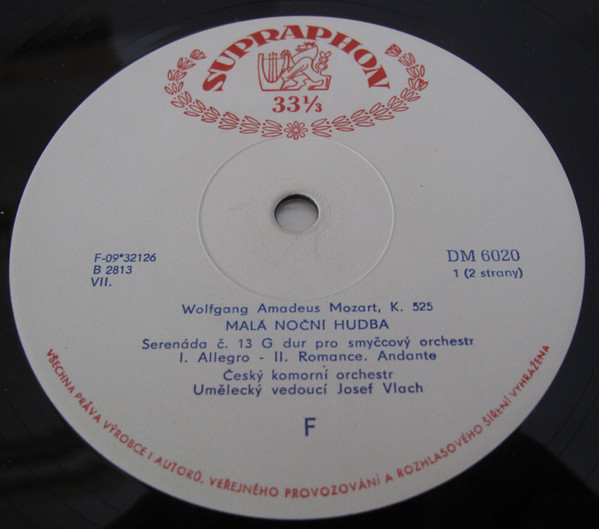 SUPRAPHON
33⅓
F-09*32126
B 2813
VII.
DM 6020
1 (2 strany)
Wolfgang Amadeus Mozart, K. 525
MALÁ NOČNÍ HUDBA
Serenáda č. 13 G dur pro smyčcový orchestr
I. Allegro - II. Romance. Andante
Český komorní orchestr
Umělecký vedoucí Josef Vlach
F
VŠECHNA PRÁVA VÝROBCE I AUTORŮ, VEŘEJNÉHO PROVOZOVÁNÍ A ROZHLASOVÉHO ŠÍŘENÍ VYHRAŽENA